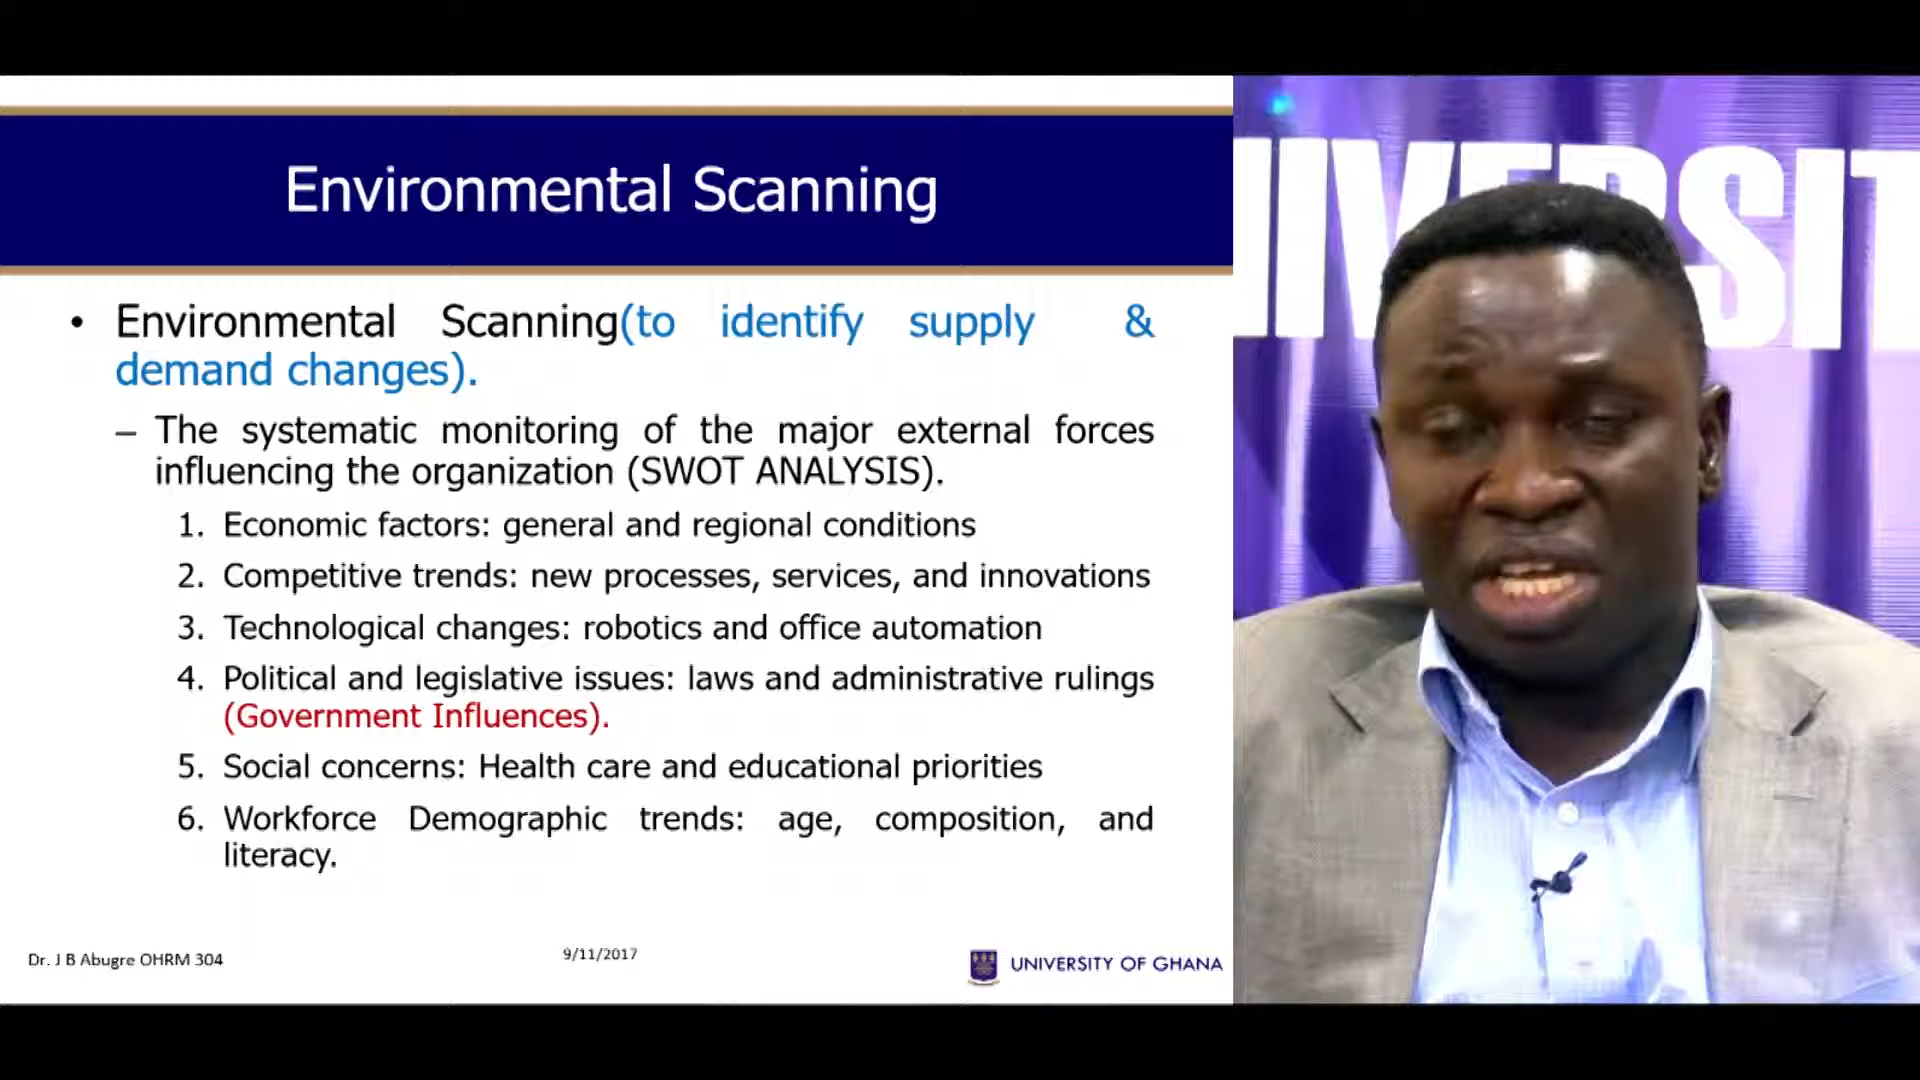 Environmental Scanning
• Environmental Scanning(to identify supply &
demand changes).
– The systematic monitoring of the major external forces
influencing the organization (SWOT ANALYSIS).
1. Economic factors: general and regional conditions
2. Competitive trends: new processes, services, and innovations
3. Technological changes: robotics and office automation
4. Political and legislative issues: laws and administrative rulings
(Government Influences).
5. Social concerns: Health care and educational priorities
6. Workforce Demographic trends: age, composition, and
literacy.
Dr. J B Abugre OHRM 304
9/11/2017
UNIVERSITY OF GHANA
IVERSIT